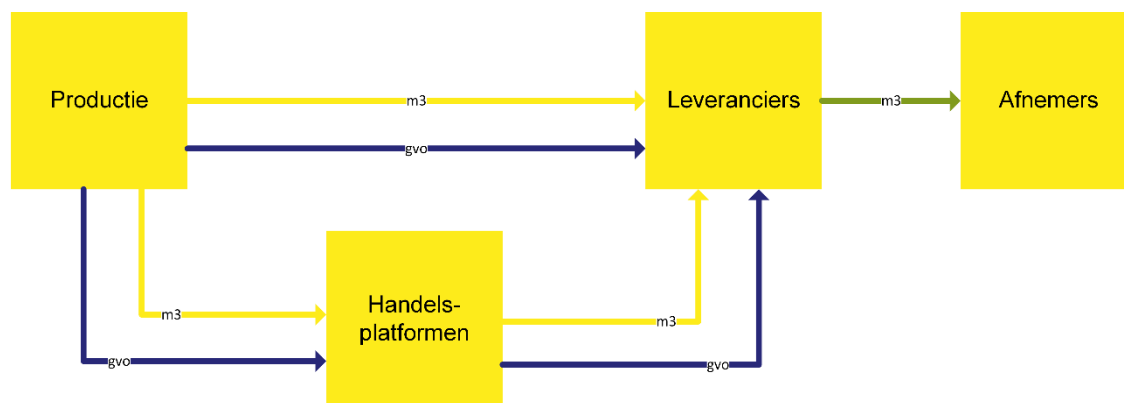 Productie
m3
Leveranciers
m3
Afnemers
gvo
Handels-
platformen
m3
m3
gvo
gvo